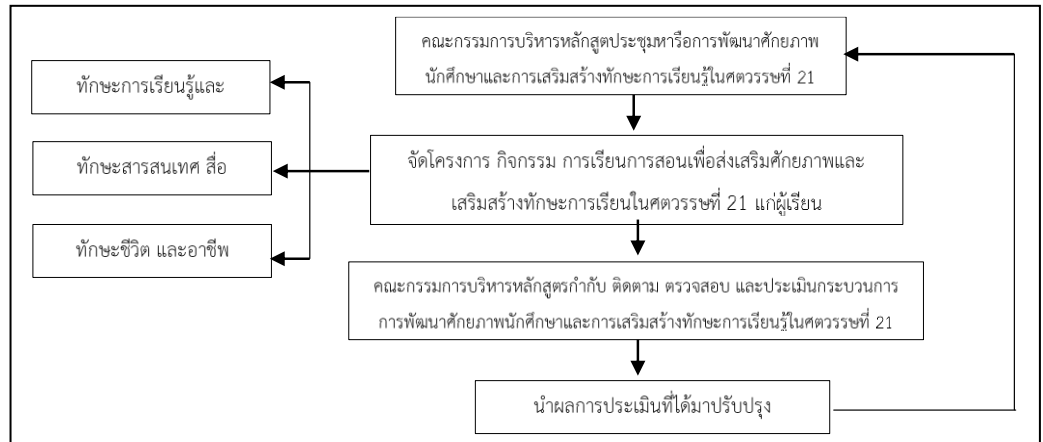 คณะกรรมการบริหารหลักสูตประชุมหารือการพัฒนาศักยภาพ
นักศึกษาและการเสริมสร้างทักษะการเรียนรู้ในศตวรรษที่ 21
ทักษะการเรียนรู้และ
ทักษะสารสนเทศ สื่อ
ทักษะชีวิต และอาชีพ
จัดโครงการ กิจกรรม การเรียนการสอนเพื่อส่งเสริมศักยภาพและ
เสริมสร้างทักษะการเรียนในศตวรรษที่ 21 แก่ผู้เรียน
คณะกรรมการบริหารหลักสูตรกำกับ ติดตาม ตรวจสอบ และประเมินกระบวนการ
การพัฒนาศักยภาพนักศึกษาและการเสริมสร้างทักษะการเรียนรู้ในศตวรรษที่ 21
นำผลการประเมินที่ได้มาปรับปรุง